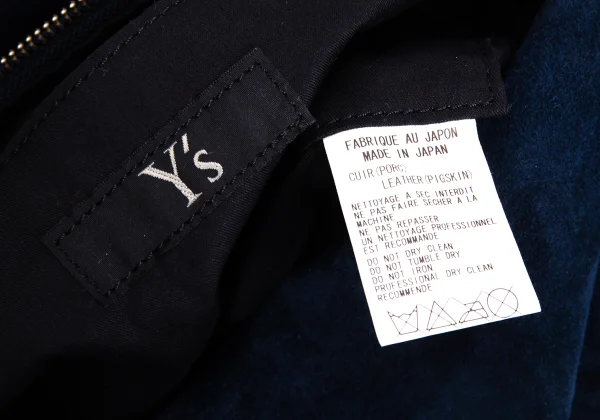 Y's
FABRIQUE AU JAPON
MADE IN JAPAN
CUIR(PORC)
LEATHER(PIGSKIN)
NETTOYAGE A SEC INTERDIT
NE PAS FAIRE SECHER A LA
MACHINE
NE PAS REPASSER
UN NETTOYAGE PROFESSIONNEL
EST RECOMMANDE
DO NOT DRY CLEAN
DO NOT TUMBLE DRY
DO NOT IRON
PROFESSIONAL DRY CLEAN
RECOMMENDE